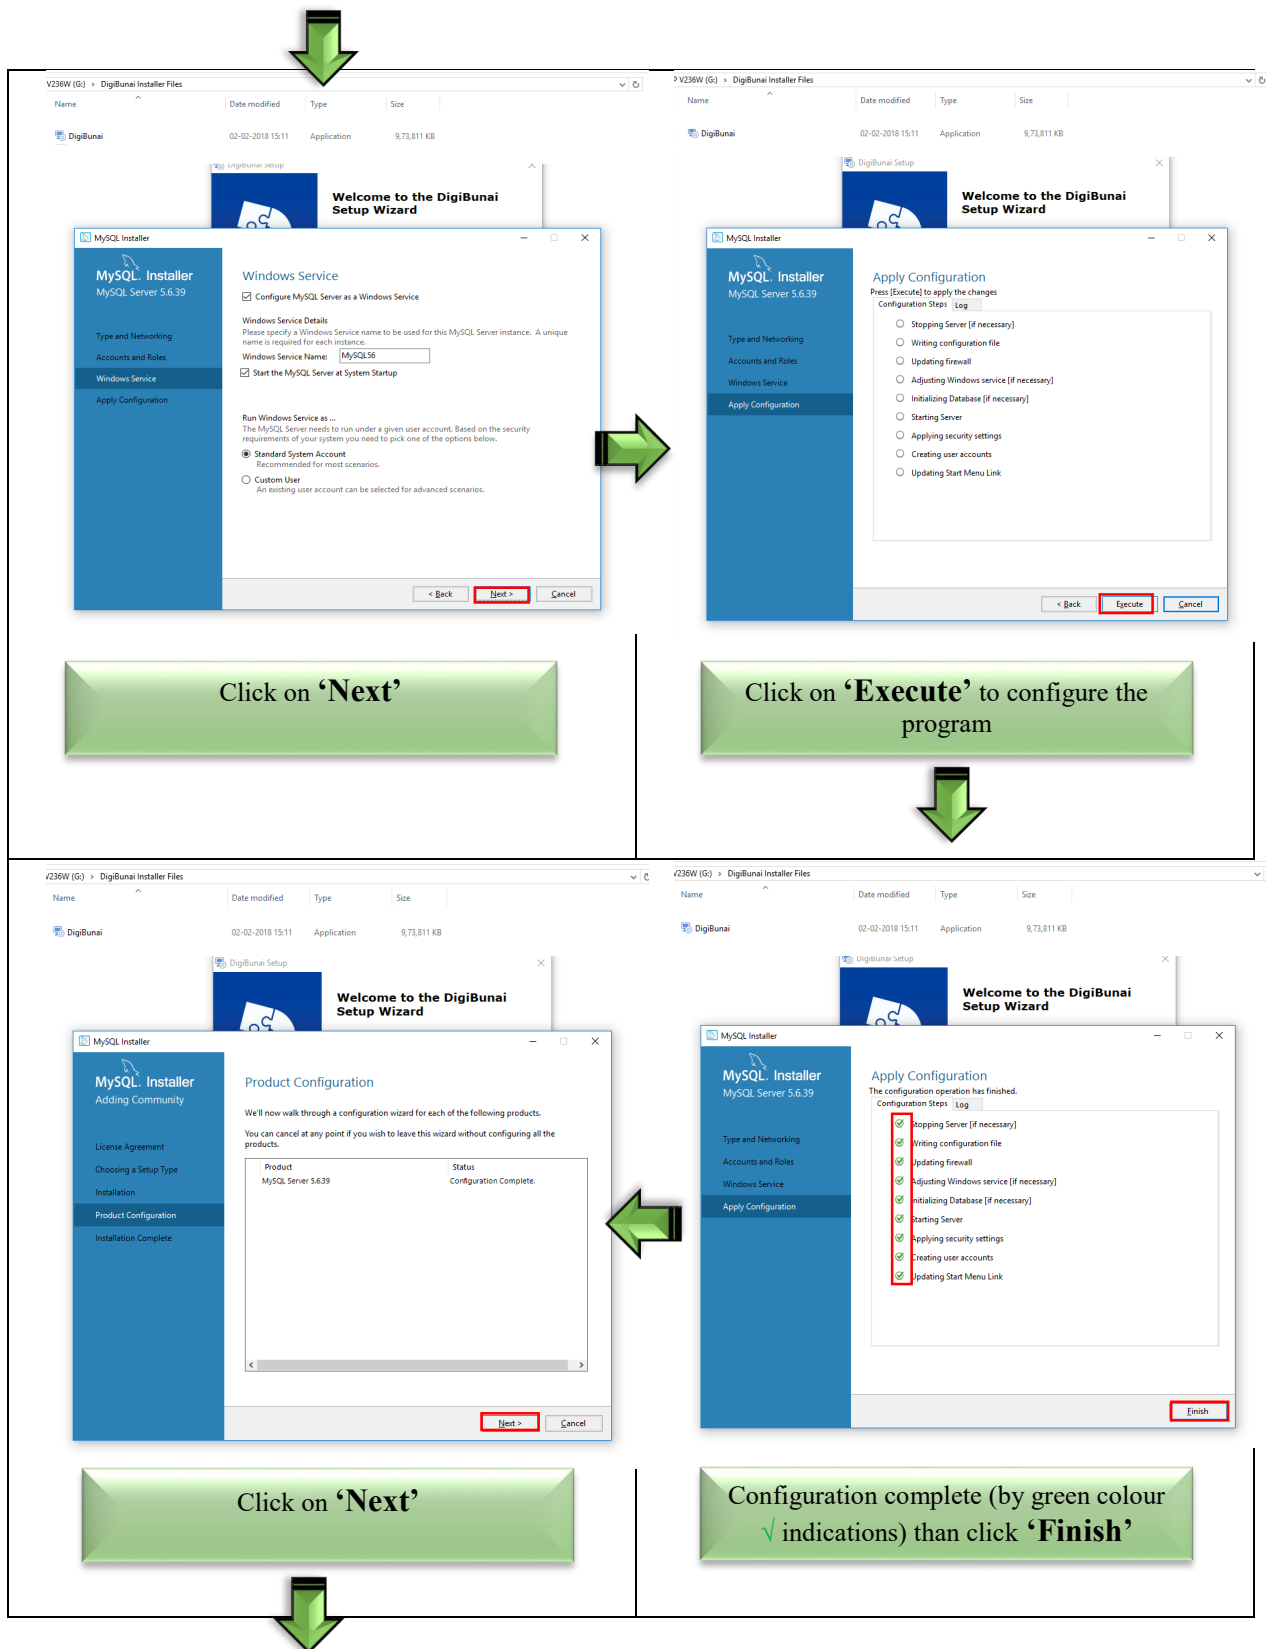 V236W (G:) > DigiBunai Installer Files
Name Date modified Type Size
DigiBunai 02-02-2018 15:11 Application 9,73,811 KB
DigiBunai Setup
Welcome to the DigiBunai
Setup Wizard
MySQL Installer
MySQL. Installer
MySQL Server 5.6.39
Type and Networking
Accounts and Roles
Windows Service
Apply Configuration
Windows Service
Configure MySQL Server as a Windows Service
Windows Service Details
Please specify a Windows Service name to be used for this MySQL Server instance. A unique
name is required for each instance.
Windows Service Name: MySQL56
Start the MySQL Server at System Startup
Run Windows Service as ...
The MySQL Server needs to run under a given user account. Based on the security
requirements of your system you need to pick one of the options below.
Standard System Account
Recommended for most scenarios.
Custom User
An existing user account can be selected for advanced scenarios.
< Back Next > Cancel
Click on ‘Next’
V236W (G:) > DigiBunai Installer Files
Name Date modified Type Size
DigiBunai 02-02-2018 15:11 Application 9,73,811 KB
DigiBunai Setup
Welcome to the DigiBunai
Setup Wizard
MySQL Installer
MySQL. Installer
MySQL Server 5.6.39
Type and Networking
Accounts and Roles
Windows Service
Apply Configuration
Apply Configuration
Press [Execute] to apply the changes
Configuration Steps Log
Stopping Server [if necessary]
Writing configuration file
Updating firewall
Adjusting Windows service [if necessary]
Initializing Database [if necessary]
Starting Server
Applying security settings
Creating user accounts
Updating Start Menu Link
< Back Execute Cancel
Click on ‘Execute’ to configure the
program
V236W (G:) > DigiBunai Installer Files
Name Date modified Type Size
DigiBunai 02-02-2018 15:11 Application 9,73,811 KB
DigiBunai Setup
Welcome to the DigiBunai
Setup Wizard
MySQL Installer
MySQL. Installer
Adding Community
License Agreement
Choosing a Setup Type
Installation
Product Configuration
Installation Complete
Product Configuration
We'll now walk through a configuration wizard for each of the following products.
You can cancel at any point if you wish to leave this wizard without configuring all the
products.
Product Status
MySQL Server 5.6.39 Configuration Complete.
Next > Cancel
Click on ‘Next’
V236W (G:) > DigiBunai Installer Files
Name Date modified Type Size
DigiBunai 02-02-2018 15:11 Application 9,73,811 KB
DigiBunai Setup
Welcome to the DigiBunai
Setup Wizard
MySQL Installer
MySQL. Installer
MySQL Server 5.6.39
Type and Networking
Accounts and Roles
Windows Service
Apply Configuration
Apply Configuration
The configuration operation has finished.
Configuration Steps Log
Stopping Server [if necessary]
Writing configuration file
Updating firewall
Adjusting Windows service [if necessary]
Initializing Database [if necessary]
Starting Server
Applying security settings
Creating user accounts
Updating Start Menu Link
Finish
Configuration complete (by green colour
√ indications) than click ‘Finish’